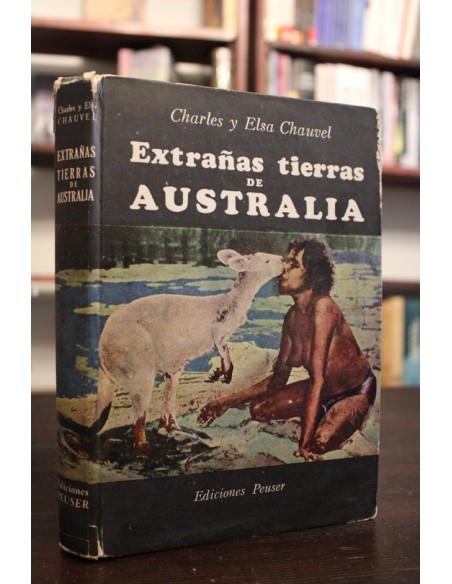 Charles y Elsa
CHAUVEL
EXTRAÑAS
TIERRAS
DE
AUSTRALIA
Ediciones
PEUSER
Charles y Elsa Chauvel
Extrañas tierras
DE
AUSTRALIA
Ediciones Peuser